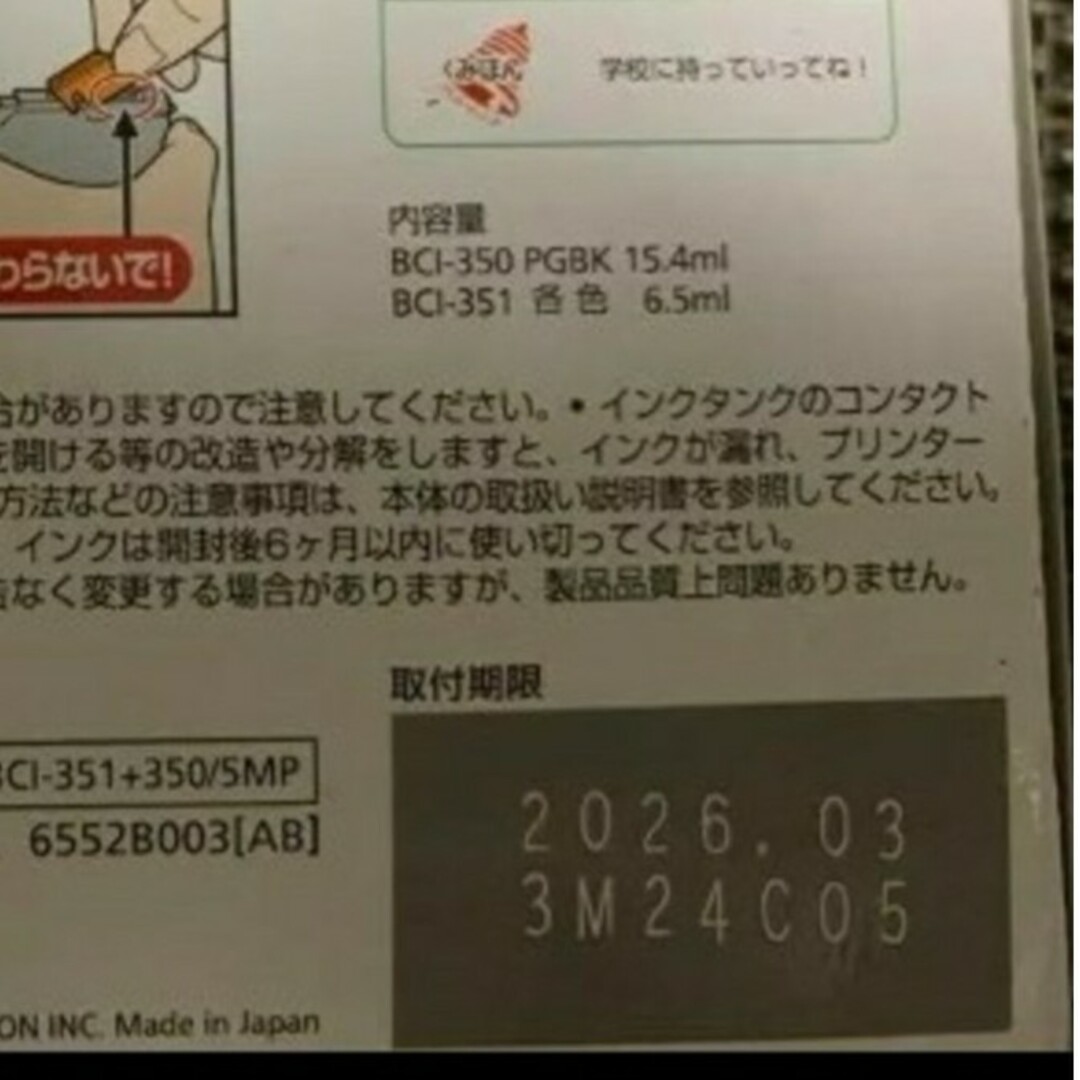 くみほん
学校に持っていってね！
わらないで!
内容量
BCI-350 PGBK 15.4ml
BCI-351 各色 6.5ml
合がありますので注意してください。• インクタンクのコンタクト
を開ける等の改造や分解をしますと、インクが漏れ、プリンター
方法などの注意事項は、本体の取扱い説明書を参照してください。
インクは開封後6ヶ月以内に使い切ってください。
なく変更する場合がありますが、製品品質上問題ありません。
取付期限
BCI-351+350/5MP
6552B003[AB]
2026.03
3M24C05
ON INC. Made in Japan